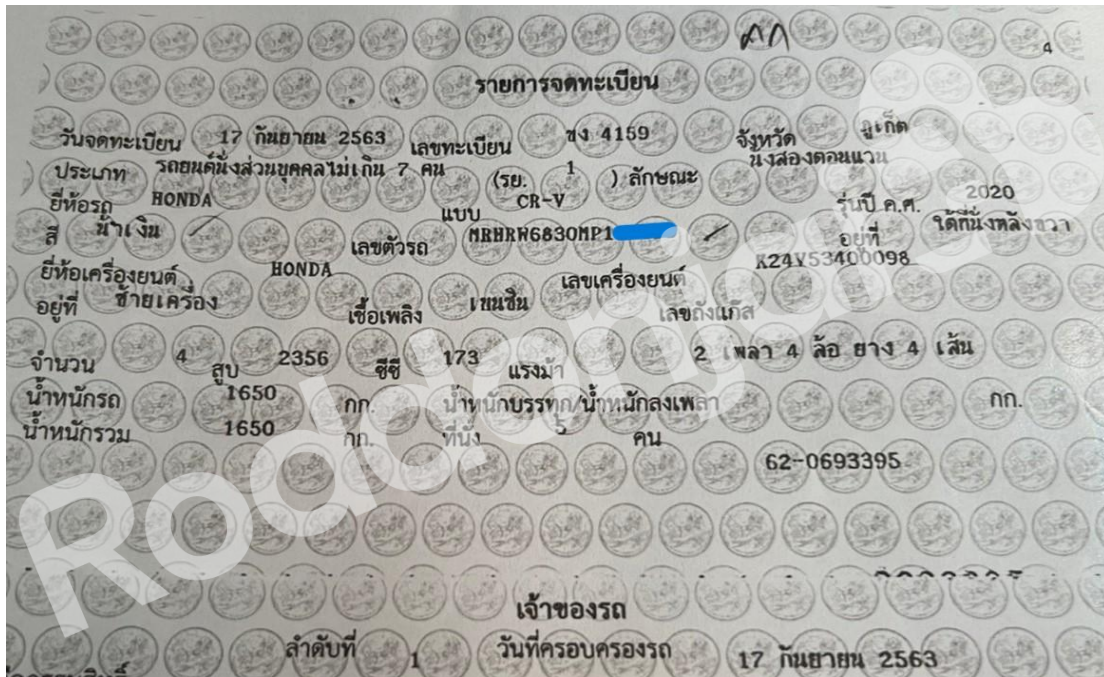 4
รายการจดทะเบียน
วันจดทะเบียน 17 กันยายน 2563 เลขทะเบียน ขง 4159 จังหวัด ภูเก็ต
ประเภท รถยนต์นั่งส่วนบุคคลไม่เกิน 7 คน (รย. 1 ) ลักษณะ นั่งสองตอนแวน
ยี่ห้อรถ HONDA แบบ CR-V รุ่นปี ค.ศ. 2020
สี น้ำเงิน เลขตัวรถ MRHRW6830MP1 อยู่ที่ ใต้ที่นั่งหลังขวา
ยี่ห้อเครื่องยนต์ HONDA เลขเครื่องยนต์ K24V53400098
อยู่ที่ ซ้ายเครื่อง เชื้อเพลิง เบนซิน เลขถังแก๊ส
จำนวน 4 สูบ 2356 ซีซี 173 แรงม้า 2 เพลา 4 ล้อ ยาง 4 เส้น
น้ำหนักรถ 1650 กก. น้ำหนักบรรทุก/น้ำหนักลงเพลา กก.
น้ำหนักรวม 1650 กก. ที่นั่ง 5 คน
62-0693395
เจ้าของรถ
ลำดับที่ 1 วันที่ครอบครองรถ 17 กันยายน 2563